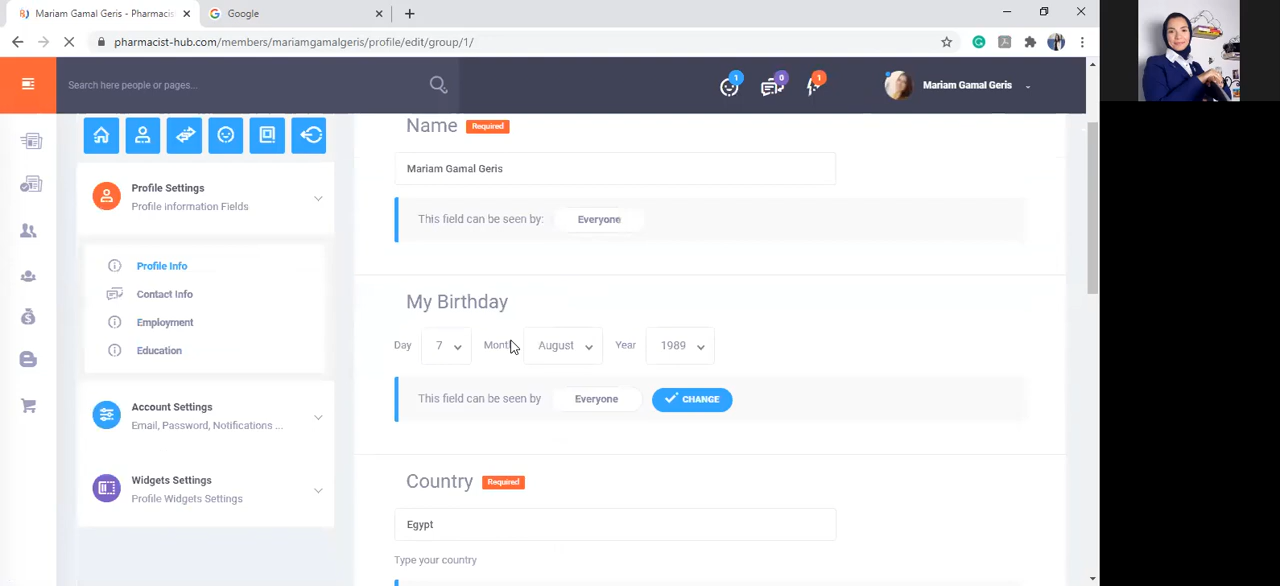 Mariam Gamal Geris - Pharmacis
Google
pharmacist-hub.com/members/mariamgamalgeris/profile/edit/group/1/
Search here people or pages...
1
0
1
Mariam Gamal Geris
Profile Settings
Profile information Fields
Profile Info
Contact Info
Employment
Education
Account Settings
Email, Password, Notifications ...
Widgets Settings
Profile Widgets Settings
Name Required
Mariam Gamal Geris
This field can be seen by: Everyone
My Birthday
Day 7 Month August Year 1989
This field can be seen by Everyone CHANGE
Country Required
Egypt
Type your country